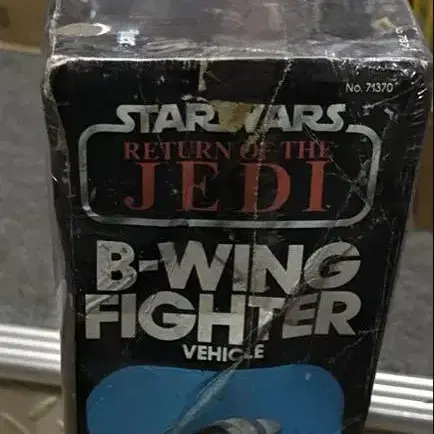 No. 71370
STAR WARS
RETURN OF THE
JEDI
B-WING
FIGHTER
VEHICLE